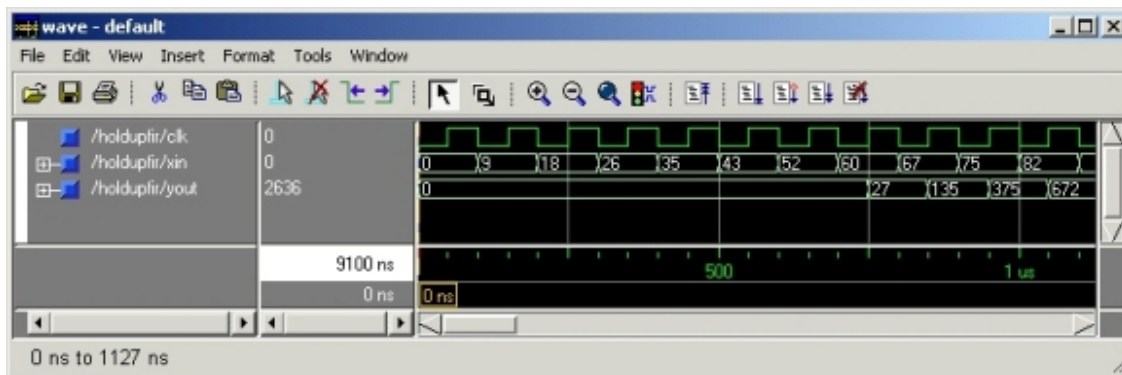 wave - default
File Edit View Insert Format Tools Window
/holdupfir/clk 0
/holdupfir/xin 0 0 9 18 26 35 43 52 60 67 75 82
/holdupfir/yout 2636 0 27 135 375 672
9100 ns 500 1 us
0 ns 0 ns
0 ns to 1127 ns